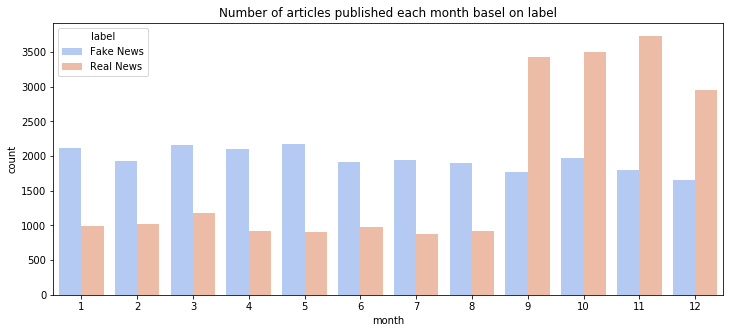 Number of articles published each month basel on label
label
Fake News
Real News
count
3500
3000
2500
2000
1500
1000
500
0
1 2 3 4 5 6 7 8 9 10 11 12
month